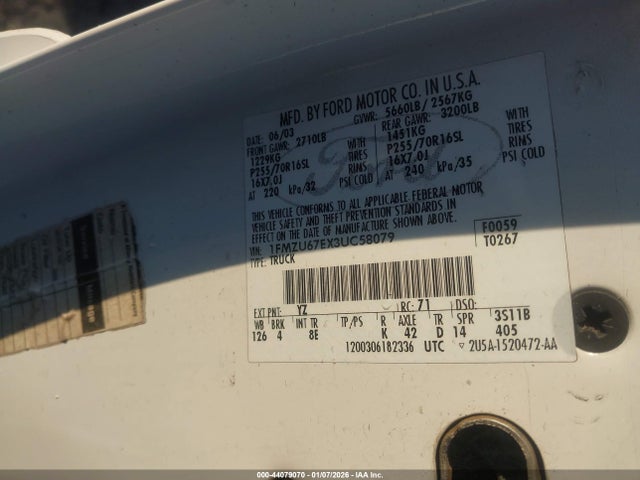 MFD. BY FORD MOTOR CO. IN U.S.A.
DATE: 06/03 GVWR: 5660LB/ 2567KG
FRONT GAWR: 2710LB REAR GAWR: 3200LB
1229KG WITH 1451KG WITH
P255/70R16SL TIRES P255/70R16SL TIRES
16X7.0J RIMS 16X7.0J RIMS
AT 220 kPa/32 PSI COLD AT 240 kPa/35 PSI COLD
Ford
THIS VEHICLE CONFORMS TO ALL APPLICABLE FEDERAL MOTOR
VEHICLE SAFETY AND BUMPER STANDARDS IN
EFFECT ON THE DATE OF MANUFACTURE SHOWN ABOVE.
VIN: 1FMZU67EX3UC58079 F0059
TYPE: TRUCK T0267
EXT PNT: YZ RC: 71 DSO:
WB BRK INT TR TP/PS R AXLE TR SPR 3S11B
126 4 8E K 42 D 14 405
1200306182336 UTC ▽ 2U5A-1520472-AA
000-44079070 - 01/07/2026 - IAA Inc.